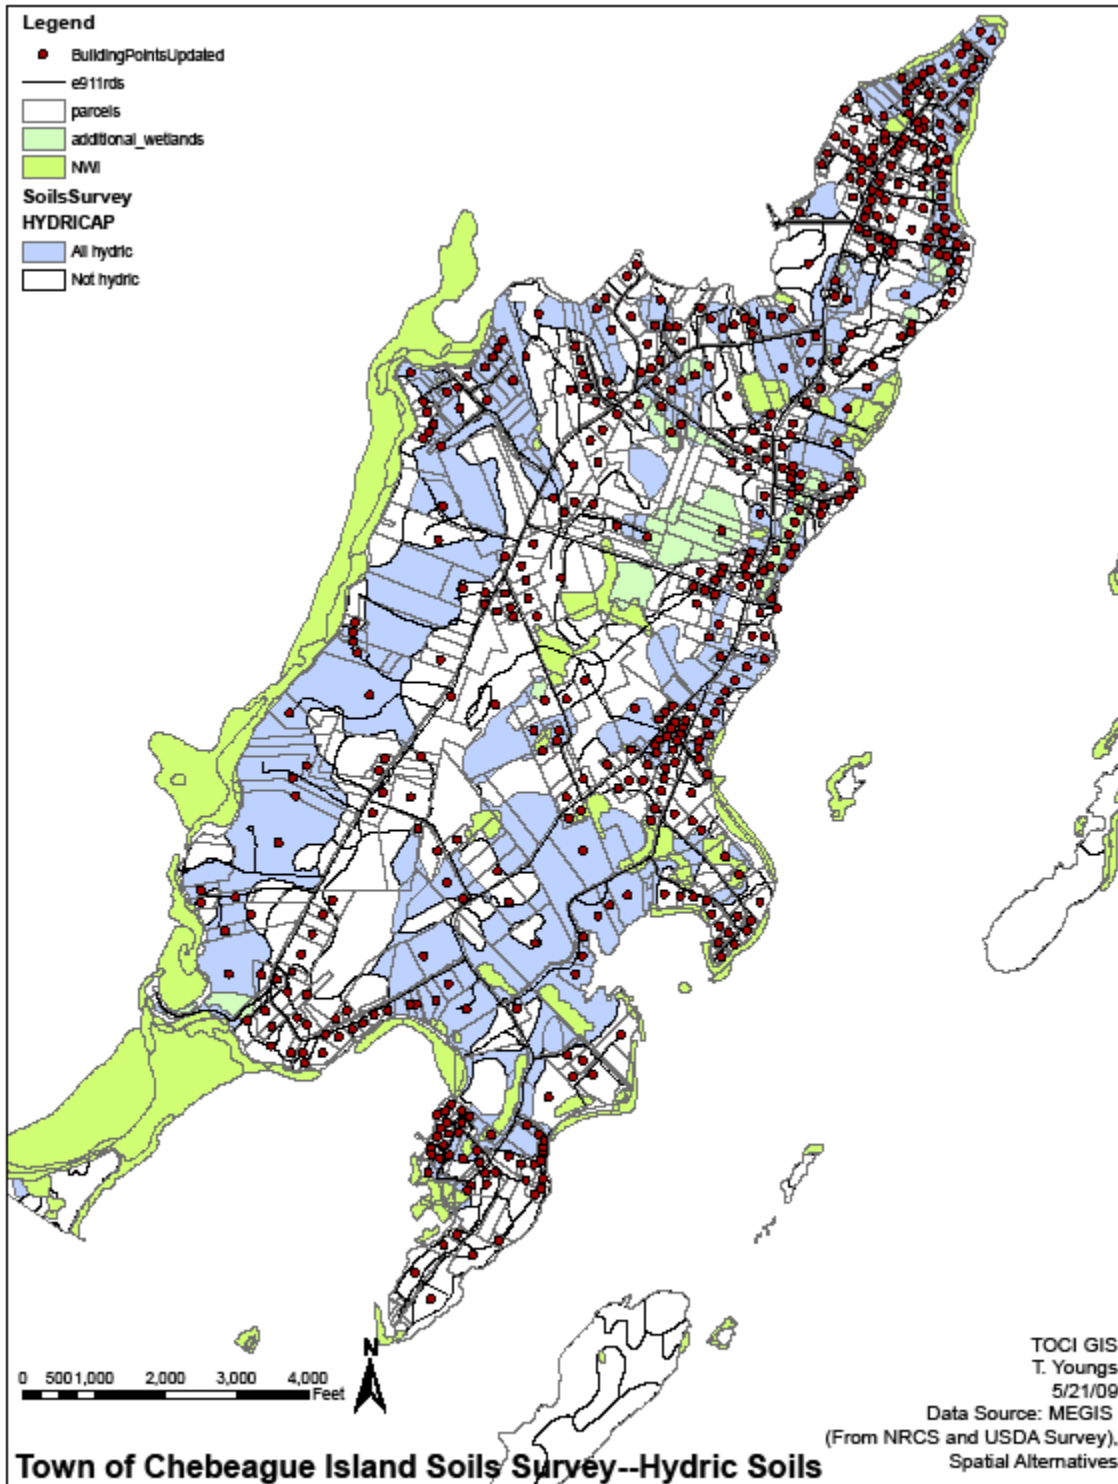 Legend
BuildingPointsUpdated
e911rds
parcels
additional_wetlands
NWI
SoilsSurvey
HYDRICAP
All hydric
Not hydric
N
0 500 1,000 2,000 3,000 4,000
Feet
TOCI GIS
T. Youngs
5/21/09
Data Source: MEGIS
(From NRCS and USDA Survey),
Spatial Alternatives
Town of Chebeague Island Soils Survey--Hydric Soils